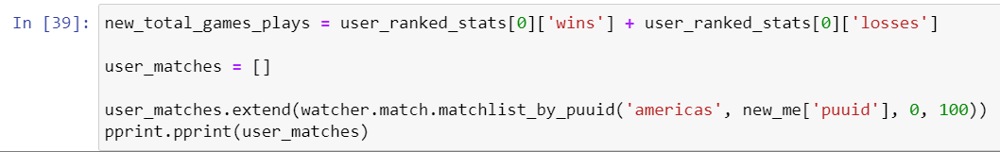 In [39]: new_total_games_plays = user_ranked_stats[0]['wins'] + user_ranked_stats[0]['losses']
user_matches = []
user_matches.extend(watcher.match.matchlist_by_puuid('americas', new_me['puuid'], 0, 100))
pprint.pprint(user_matches)